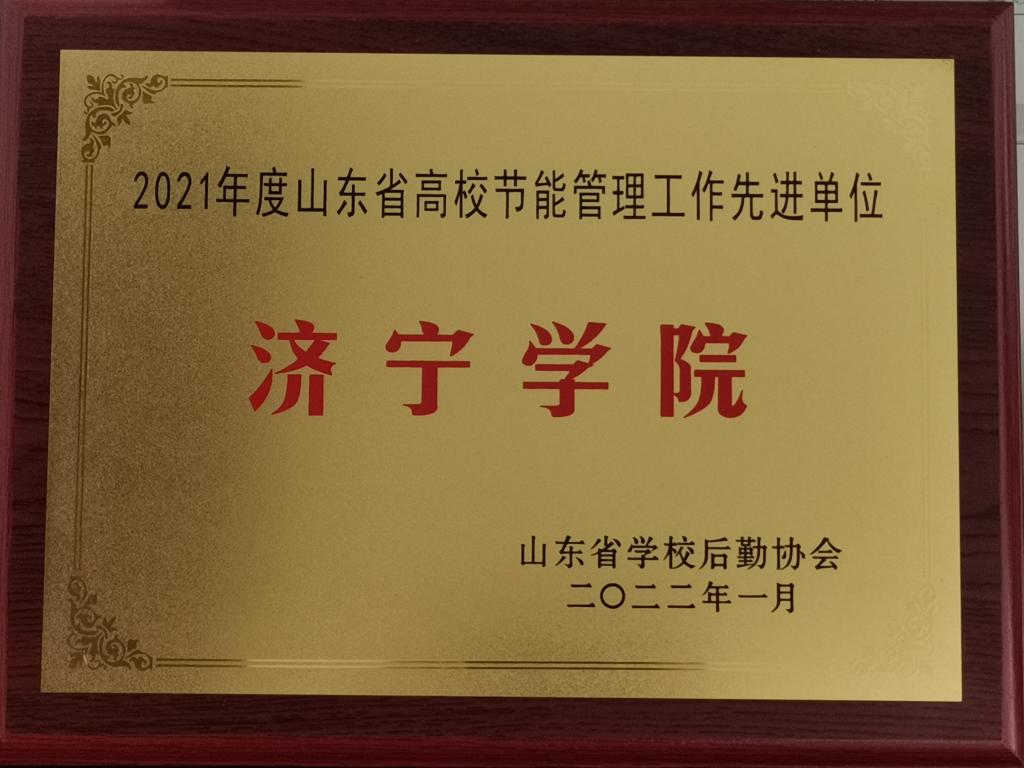 2021年度山东省高校节能管理工作先进单位
济宁学院
山东省学校后勤协会
二〇二二年一月